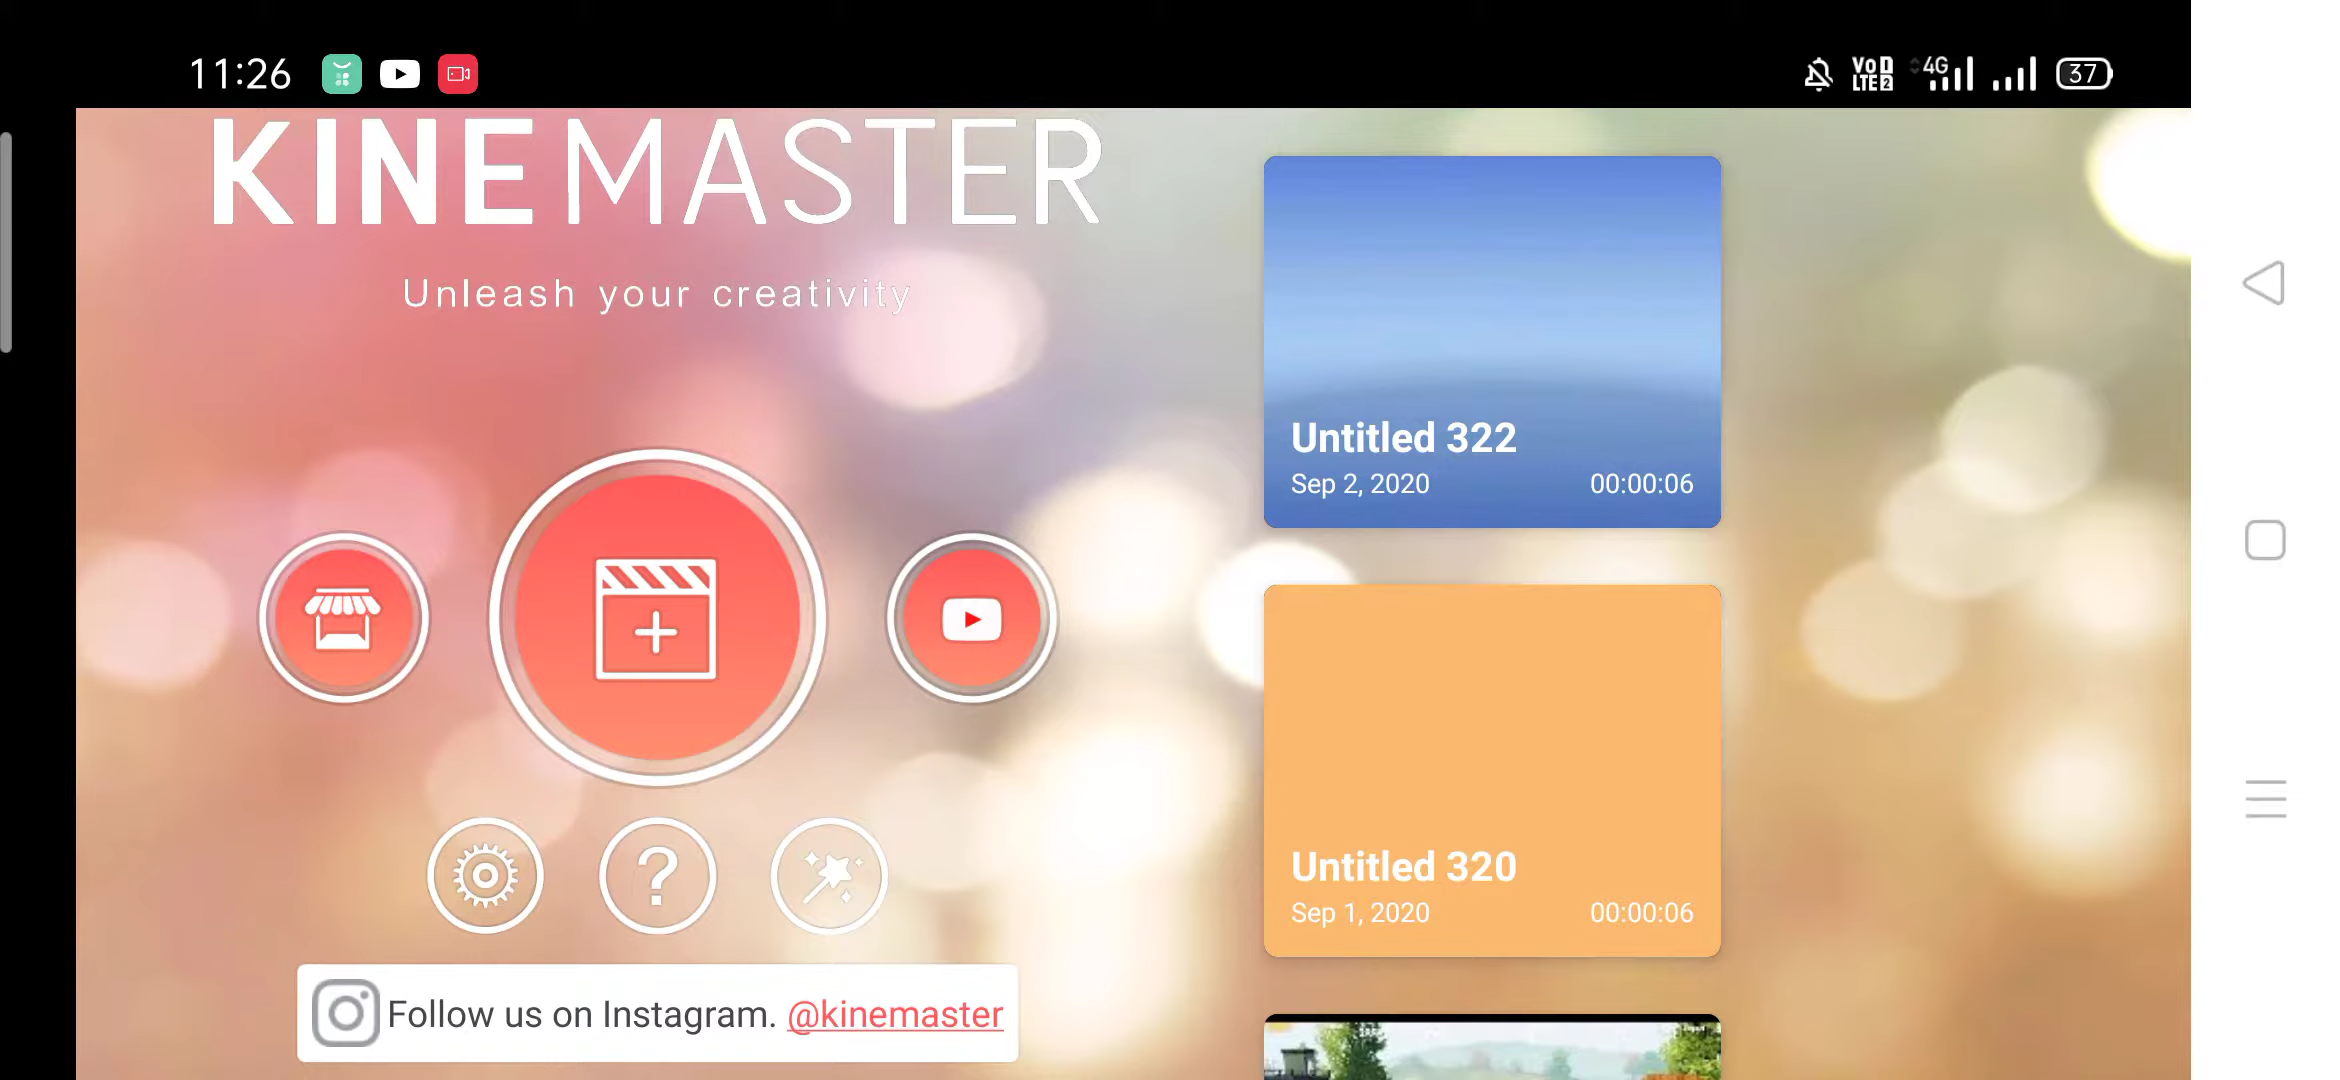 11:26
VoD LTE2 4G 37
KINEMASTER
Unleash your creativity
Untitled 322
Sep 2, 2020 00:00:06
Untitled 320
Sep 1, 2020 00:00:06
Follow us on Instagram. @kinemaster